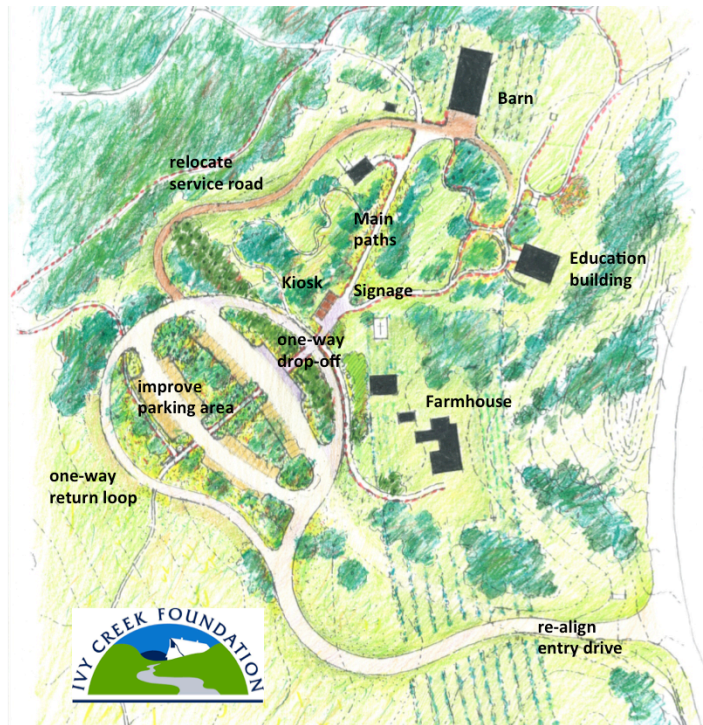 Barn
relocate
service road
Main
paths
Education
building
Kiosk
Signage
one-way
drop-off
improve
parking area
Farmhouse
one-way
return loop
re-align
entry drive
IVY CREEK FOUNDATION